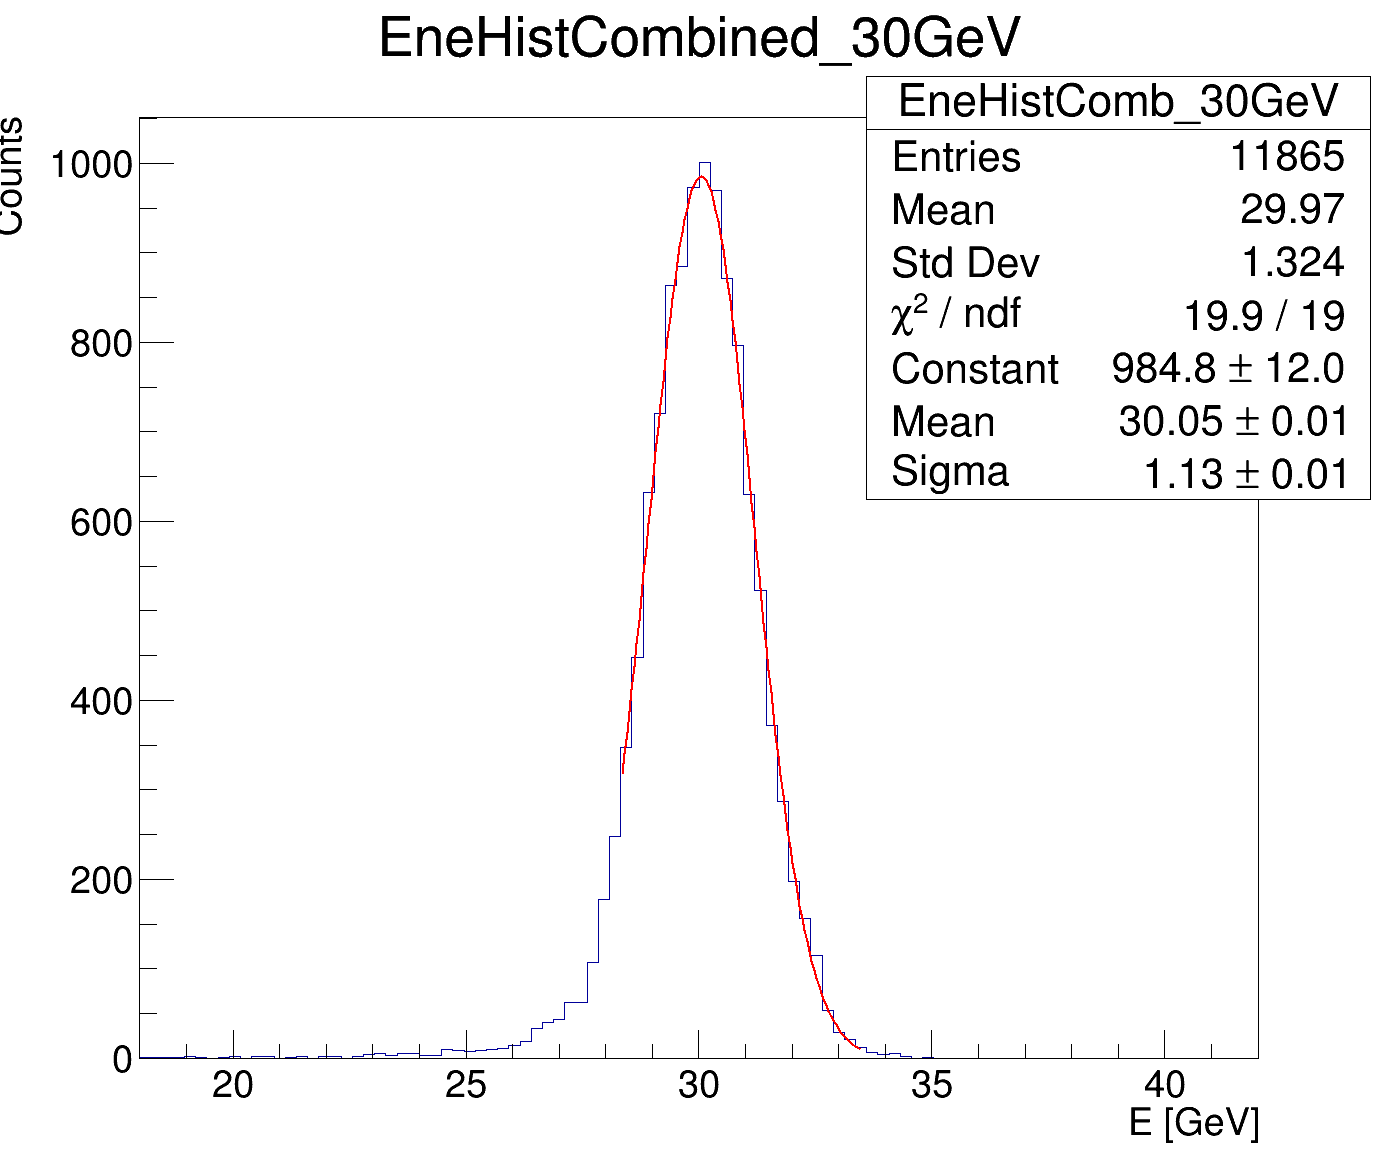 EneHistCombined_30GeV
EneHistComb_30GeV
Entries 11865
Mean 29.97
Std Dev 1.324
χ² / ndf 19.9 / 19
Constant 984.8 ± 12.0
Mean 30.05 ± 0.01
Sigma 1.13 ± 0.01
Counts
1000
800
600
400
200
0
20 25 30 35 40
E [GeV]